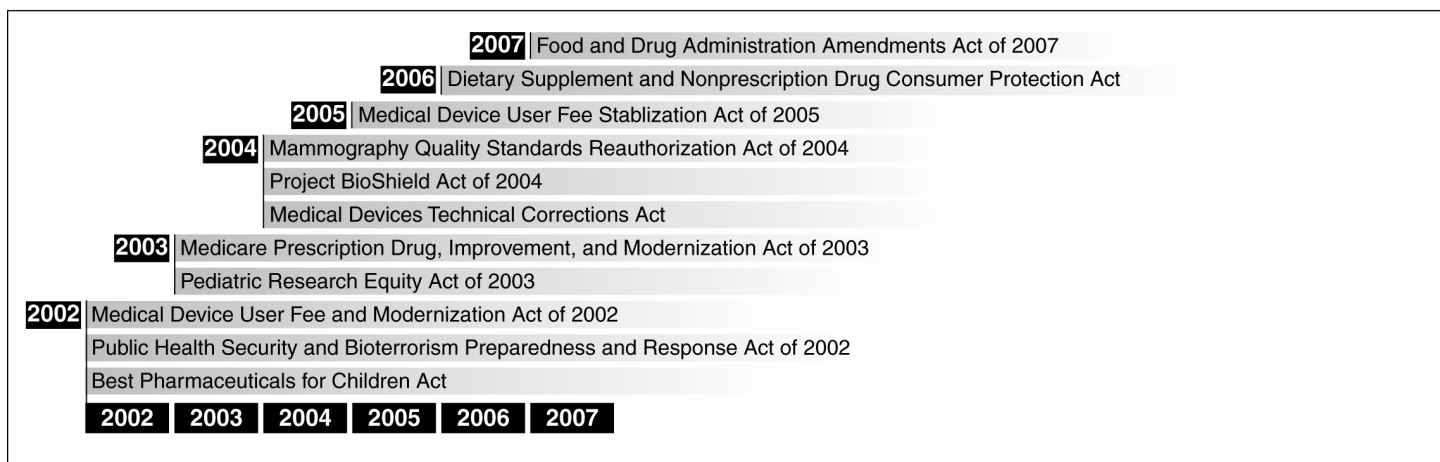 2007 Food and Drug Administration Amendments Act of 2007
2006 Dietary Supplement and Nonprescription Drug Consumer Protection Act
2005 Medical Device User Fee Stablization Act of 2005
2004 Mammography Quality Standards Reauthorization Act of 2004
Project BioShield Act of 2004
Medical Devices Technical Corrections Act
2003 Medicare Prescription Drug, Improvement, and Modernization Act of 2003
Pediatric Research Equity Act of 2003
2002 Medical Device User Fee and Modernization Act of 2002
Public Health Security and Bioterrorism Preparedness and Response Act of 2002
Best Pharmaceuticals for Children Act
2002 2003 2004 2005 2006 2007